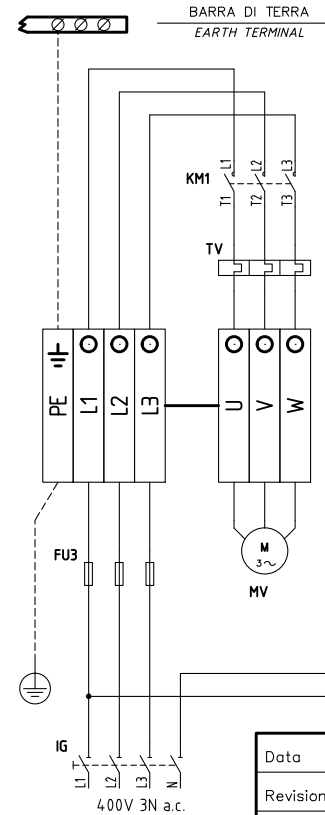 BARRA DI TERRA
EARTH TERMINAL
KM1
L1
L2
L3
T1
T2
T3
TV
PE
L1
L2
L3
U
V
W
FU3
M
3~
MV
IG
L1
L2
L3
N
400V 3N a.c.
Data
Revision